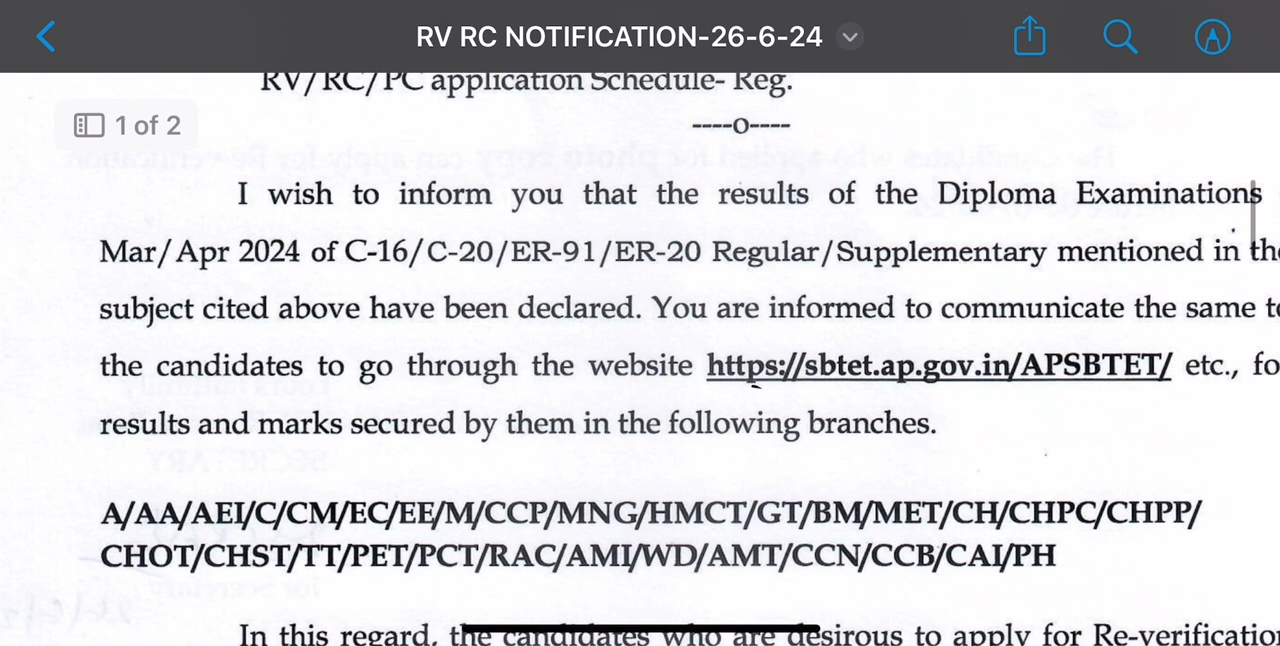 RV RC NOTIFICATION-26-6-24
RV/RC/PC application Schedule- Reg.
1 of 2
----o----
I wish to inform you that the results of the Diploma Examinations
Mar/Apr 2024 of C-16/C-20/ER-91/ER-20 Regular/Supplementary mentioned in the
subject cited above have been declared. You are informed to communicate the same to
the candidates to go through the website https://sbtet.ap.gov.in/APSBTET/ etc., fo
results and marks secured by them in the following branches.
A/AA/AEI/C/CM/EC/EE/M/CCP/MNG/HMCT/GT/BM/MET/CH/CHPC/CHPP/
CHOT/CHST/TT/PET/PCT/RAC/AMI/WD/AMT/CCN/CCB/CAI/PH
In this regard, the candidates who are desirous to apply for Re-verification